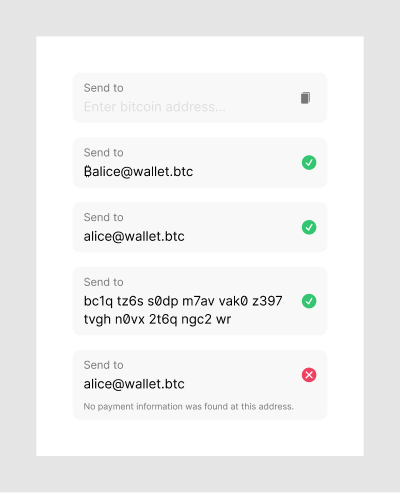 Send to
Enter bitcoin address...
Send to
₿alice@wallet.btc
Send to
alice@wallet.btc
Send to
bc1q tz6s s0dp m7av vak0 z397
tvgh n0vx 2t6q ngc2 wr
Send to
alice@wallet.btc
No payment information was found at this address.